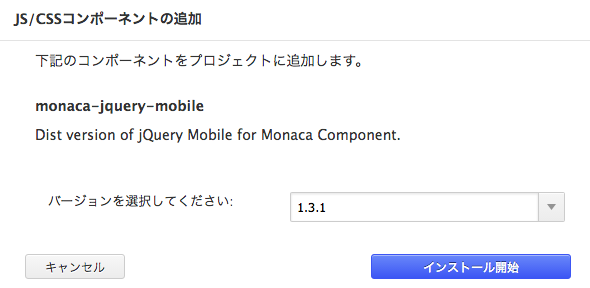 JS/CSSコンポーネントの追加
下記のコンポーネントをプロジェクトに追加します。
monaca-jquery-mobile
Dist version of jQuery Mobile for Monaca Component.
バージョンを選択してください:
1.3.1
キャンセル
インストール開始